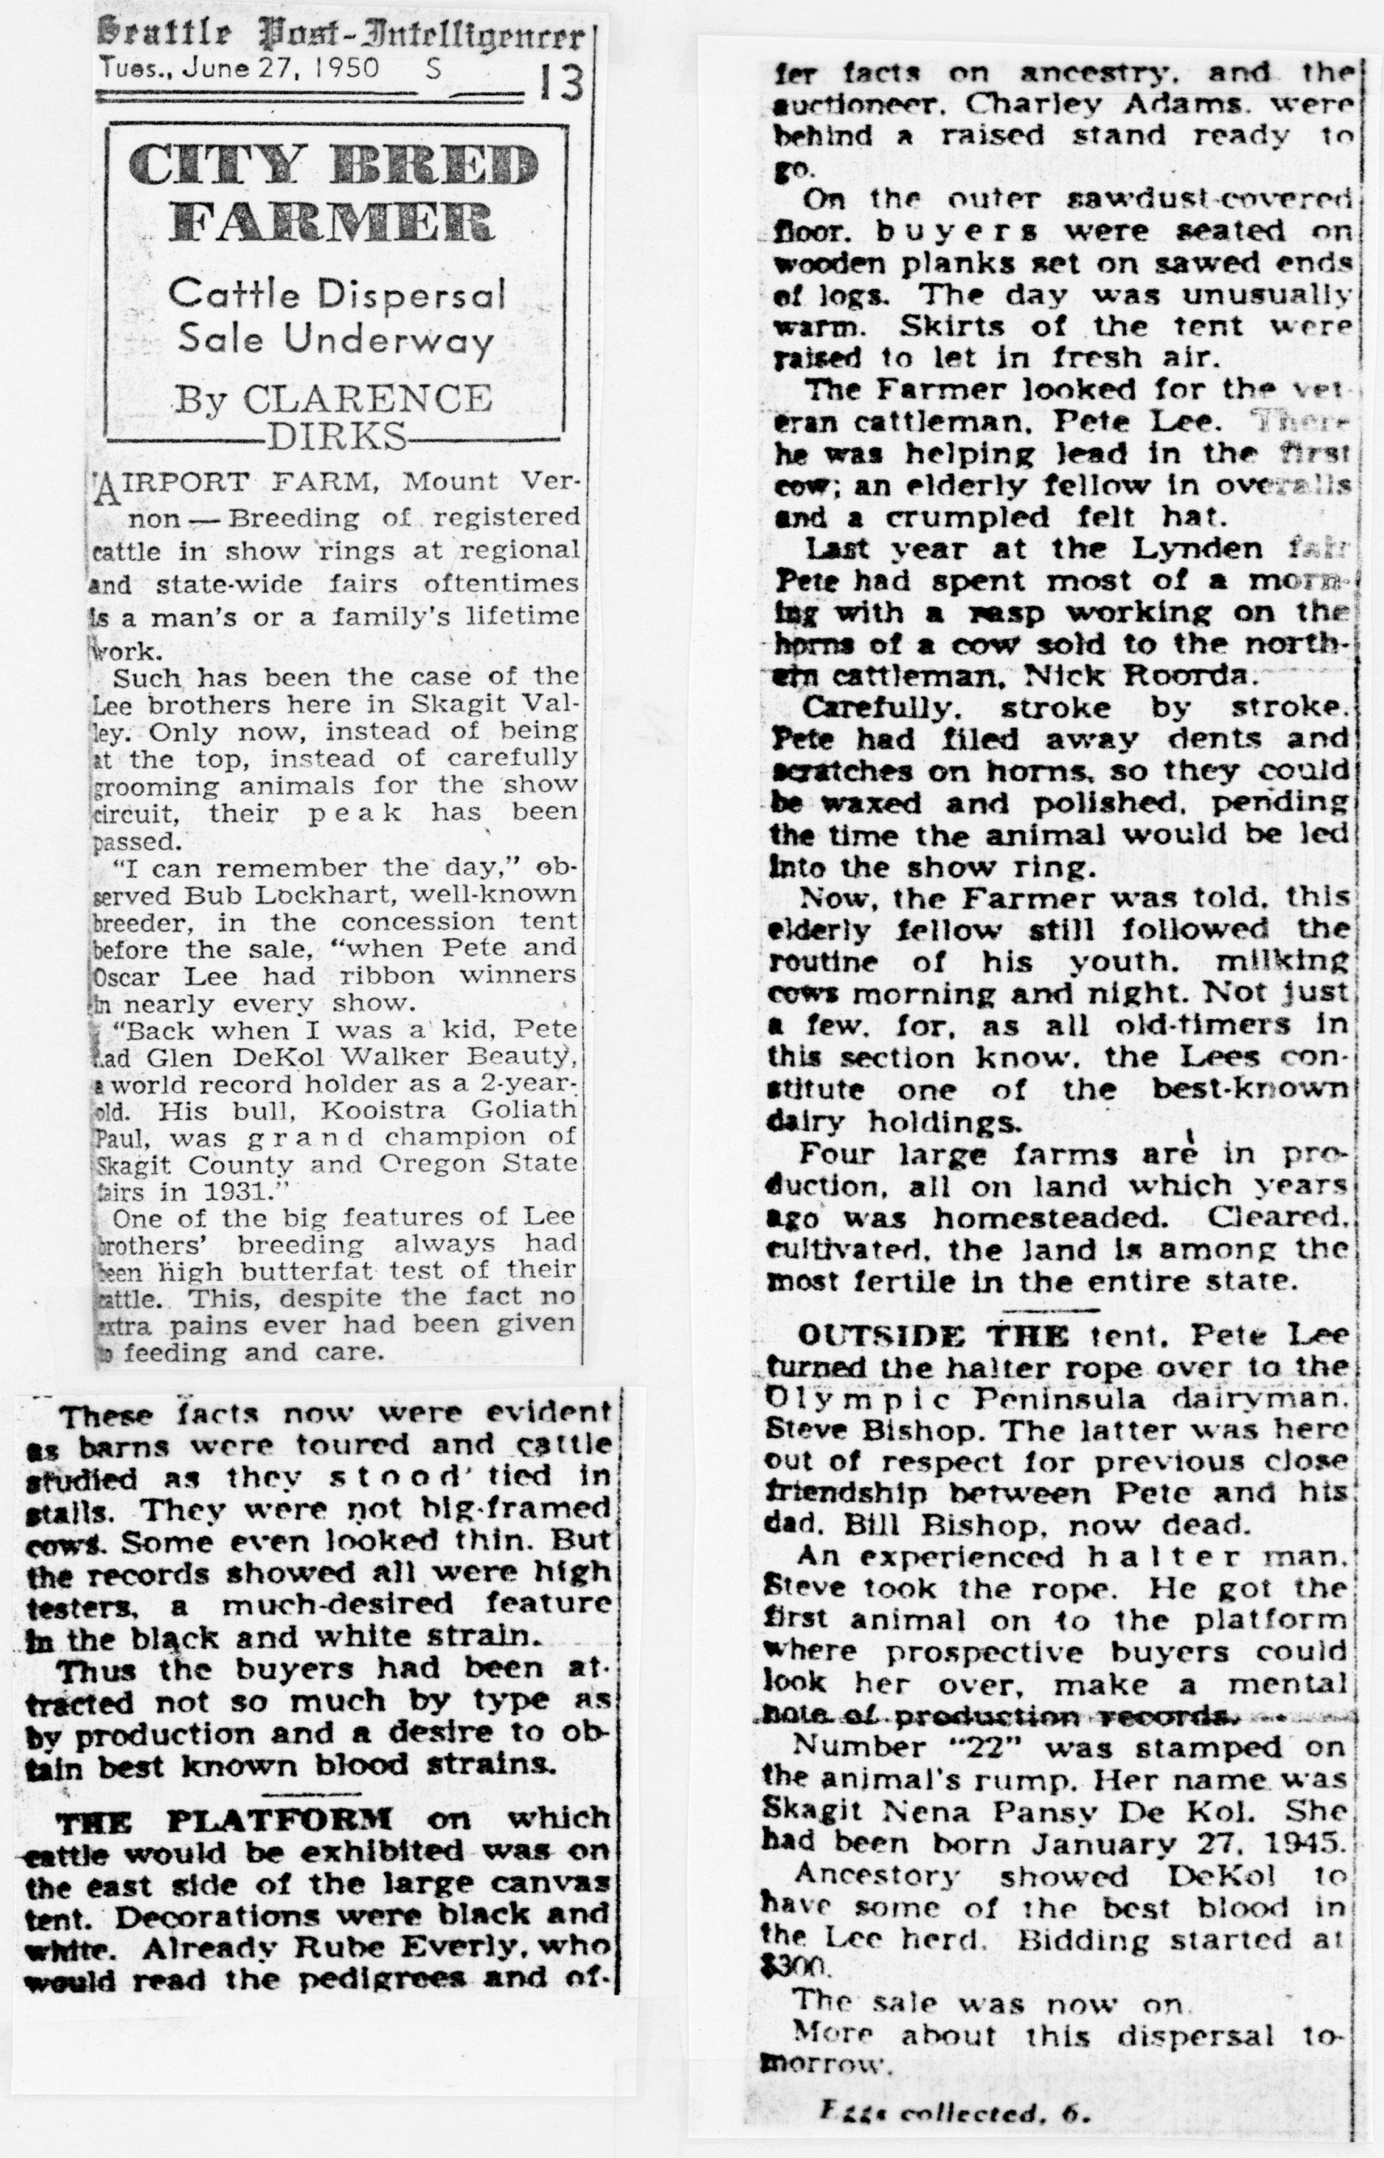 Seattle Post-Intelligencer
Tues., June 27, 1950 S 13
CITY BRED
FARMER
Cattle Dispersal
Sale Underway
By CLARENCE
DIRKS
AIRPORT FARM, Mount Ver-
non — Breeding of registered
cattle in show rings at regional
and state-wide fairs oftentimes
is a man's or a family's lifetime
work.
Such has been the case of the
Lee brothers here in Skagit Val-
ley. Only now, instead of being
at the top, instead of carefully
grooming animals for the show
circuit, their peak has been
passed.
"I can remember the day," ob-
served Bub Lockhart, well-known
breeder, in the concession tent
before the sale, "when Pete and
Oscar Lee had ribbon winners
in nearly every show.
"Back when I was a kid, Pete
had Glen DeKol Walker Beauty,
a world record holder as a 2-year-
old. His bull, Kooistra Goliath
Paul, was grand champion of
Skagit County and Oregon State
fairs in 1931."
One of the big features of Lee
brothers' breeding always had
been high butterfat test of their
cattle. This, despite the fact no
extra pains ever had been given
to feeding and care.
These facts now were evident
as barns were toured and cattle
studied as they stood tied in
stalls. They were not big-framed
cows. Some even looked thin. But
the records showed all were high
testers, a much-desired feature
in the black and white strain.
Thus the buyers had been at-
tracted not so much by type as
by production and a desire to ob-
tain best known blood strains.
THE PLATFORM on which
cattle would be exhibited was on
the east side of the large canvas
tent. Decorations were black and
white. Already Rube Everly, who
would read the pedigrees and of-
fer facts on ancestry, and the
auctioneer, Charley Adams, were
behind a raised stand ready to
go.
On the outer sawdust-covered
floor, buyers were seated on
wooden planks set on sawed ends
of logs. The day was unusually
warm. Skirts of the tent were
raised to let in fresh air.
The Farmer looked for the vet-
eran cattleman, Pete Lee. There
he was helping lead in the first
cow; an elderly fellow in overalls
and a crumpled felt hat.
Last year at the Lynden fair
Pete had spent most of a morn-
ing with a rasp working on the
horns of a cow sold to the north-
ern cattleman, Nick Roorda.
Carefully, stroke by stroke,
Pete had filed away dents and
scratches on horns, so they could
be waxed and polished, pending
the time the animal would be led
into the show ring.
Now, the Farmer was told, this
elderly fellow still followed the
routine of his youth, milking
cows morning and night. Not just
a few, for, as all old-timers in
this section know, the Lees con-
stitute one of the best-known
dairy holdings.
Four large farms are in pro-
duction, all on land which years
ago was homesteaded. Cleared,
cultivated, the land is among the
most fertile in the entire state.
OUTSIDE THE tent, Pete Lee
turned the halter rope over to the
Olympic Peninsula dairyman,
Steve Bishop. The latter was here
out of respect for previous close
friendship between Pete and his
dad, Bill Bishop, now dead.
An experienced halter man,
Steve took the rope. He got the
first animal on to the platform
where prospective buyers could
look her over, make a mental
note of production records.
Number "22" was stamped on
the animal's rump. Her name was
Skagit Nena Pansy De Kol. She
had been born January 27, 1945.
Ancestory showed DeKol to
have some of the best blood in
the Lee herd. Bidding started at
$300.
The sale was now on.
More about this dispersal to-
morrow.
Eggs collected, 6.